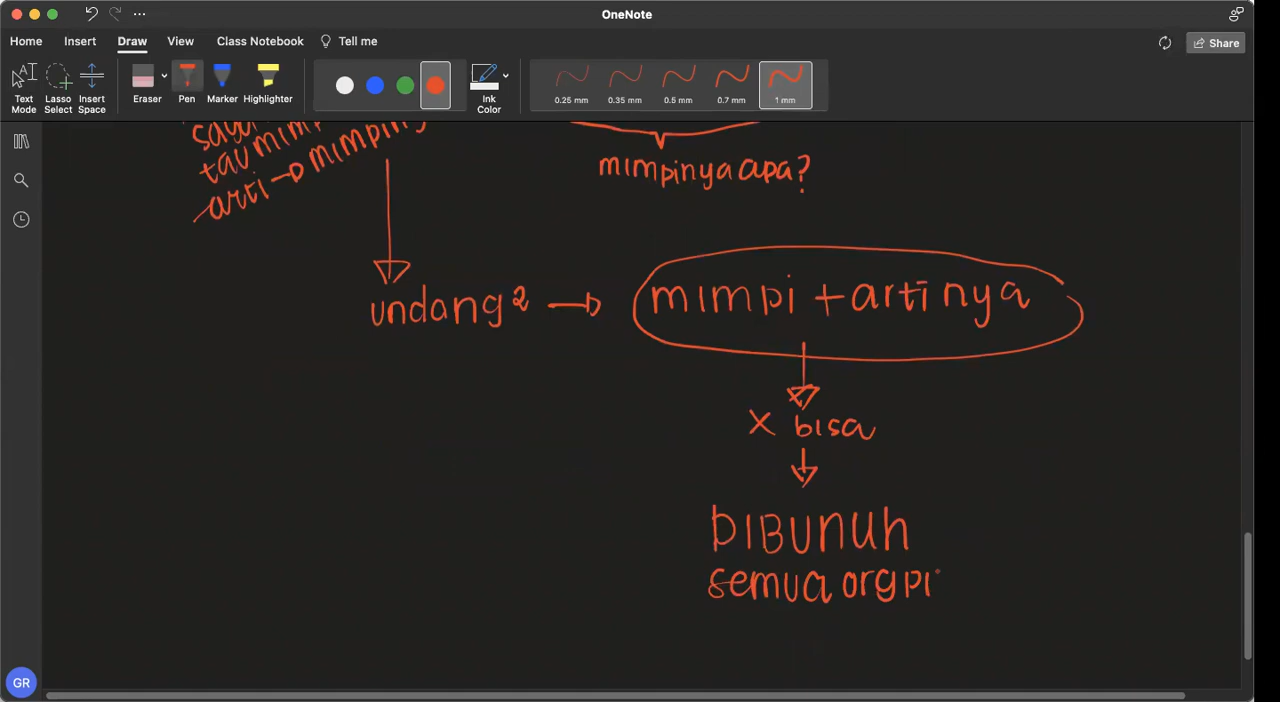 OneNote
Home Insert Draw View Class Notebook Tell me
Share
Text Mode
Lasso Select
Insert Space
Eraser
Pen
Marker
Highlighter
Ink Color
0.25 mm
0.35 mm
0.5 mm
0.7 mm
1 mm
tau
arti → mimpinya
mimpinya apa?
undang² → mimpi + artinya
x bisa
DIBUNUH
semua org pi
GR